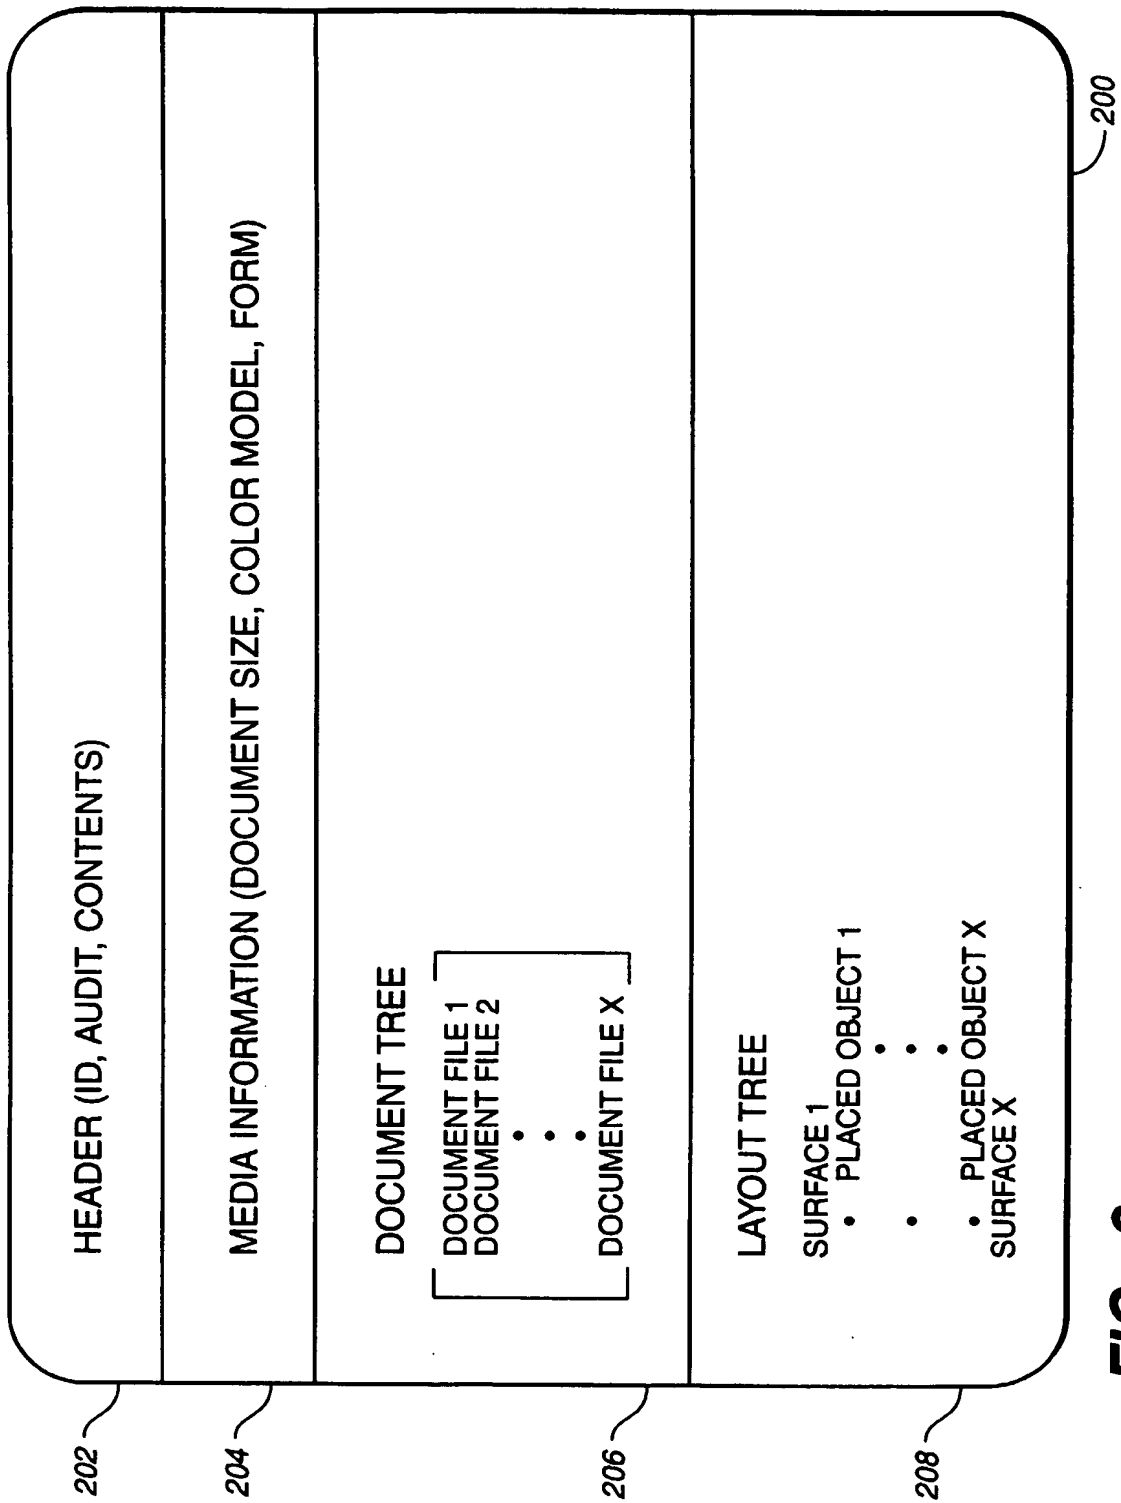 202
HEADER (ID, AUDIT, CONTENTS)
204
MEDIA INFORMATION (DOCUMENT SIZE, COLOR MODEL, FORM)
206
DOCUMENT TREE
DOCUMENT FILE 1
DOCUMENT FILE 2
DOCUMENT FILE X
208
LAYOUT TREE
SURFACE 1
PLACED OBJECT 1
PLACED OBJECT X
SURFACE X
200